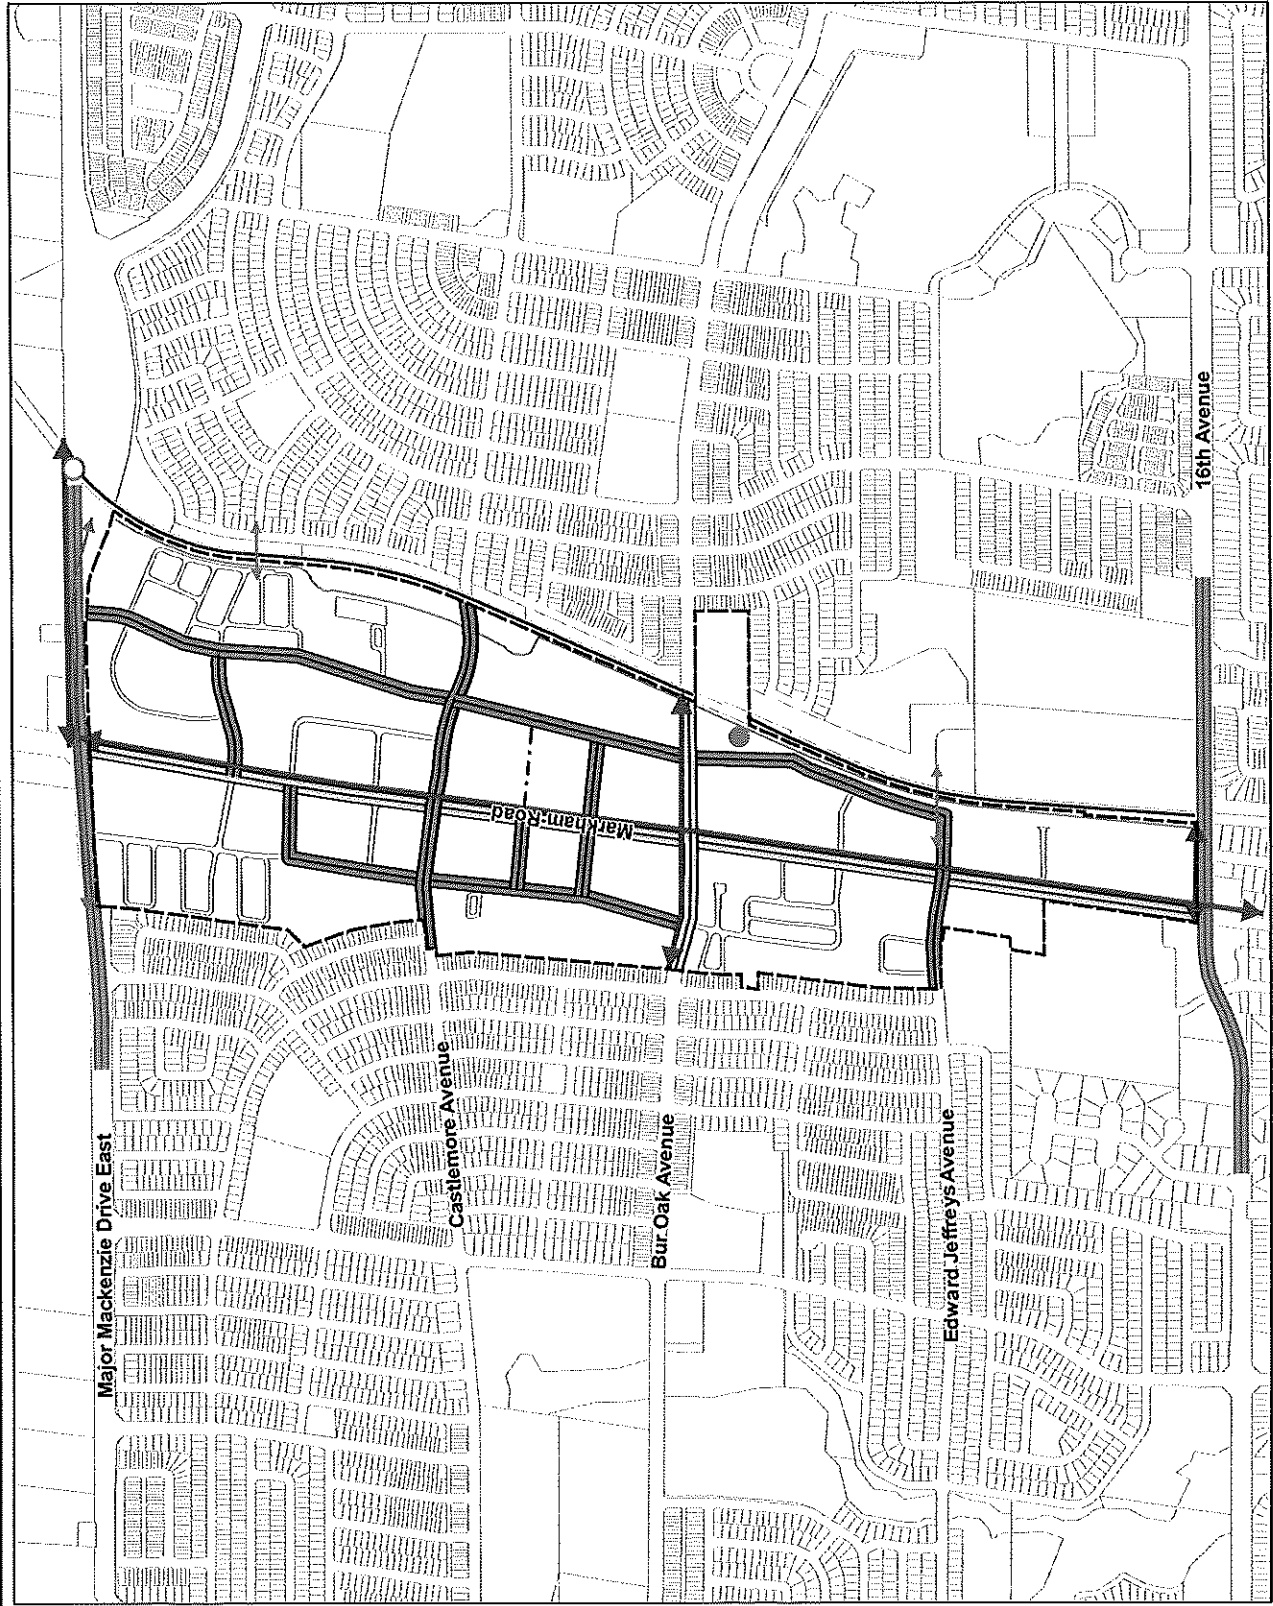 Major Mackenzie Drive East
Castlemore Avenue
Bur Oak Avenue
Edward Jeffreys Avenue
Markham Road
16th Avenue